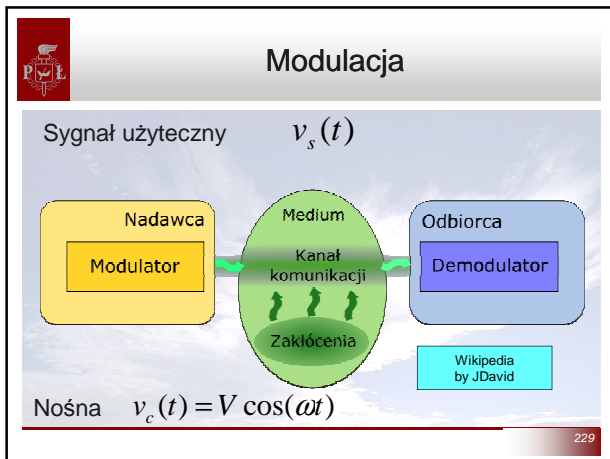 P Ł
Modulacja
Sygnał użyteczny v_s(t)
Nadawca
Modulator
Medium
Kanał
komunikacji
Zakłócenia
Odbiorca
Demodulator
Wikipedia
by JDavid
Nośna v_c(t) = V cos(ωt)
229